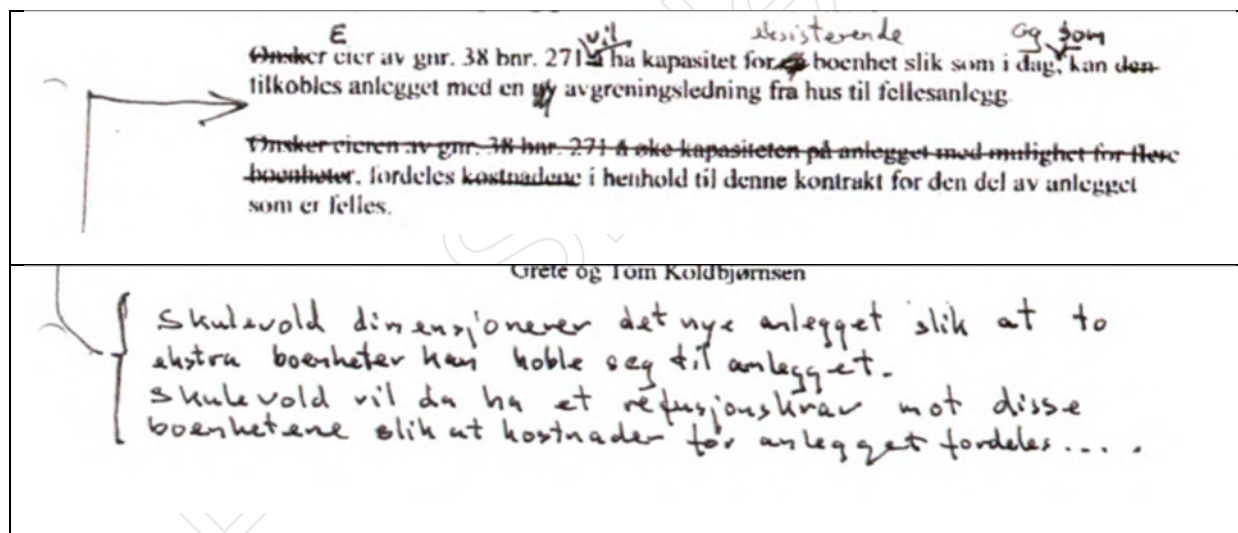 E vil eksisterende og som
Ønsker eier av gnr. 38 bnr. 271 å ha kapasitet for boenhet slik som i dag, kan den
tilkobles anlegget med en ny avgreningsledning fra hus til fellesanlegg.
Ønsker eieren av gnr. 38 bnr. 271 å øke kapasiteten på anlegget med mulighet for flere
boenheter, fordeles kostnadene i henhold til denne kontrakt for den del av anlegget
som er felles.
Grete og Tom Koldbjørnsen
Skulevold dimensjonerer det nye anlegget slik at to
ekstra boenheter kan koble seg til anlegget.
Skulevold vil da ha et refusjonskrav mot disse
boenhetene slik at kostnader for anlegget fordeles....